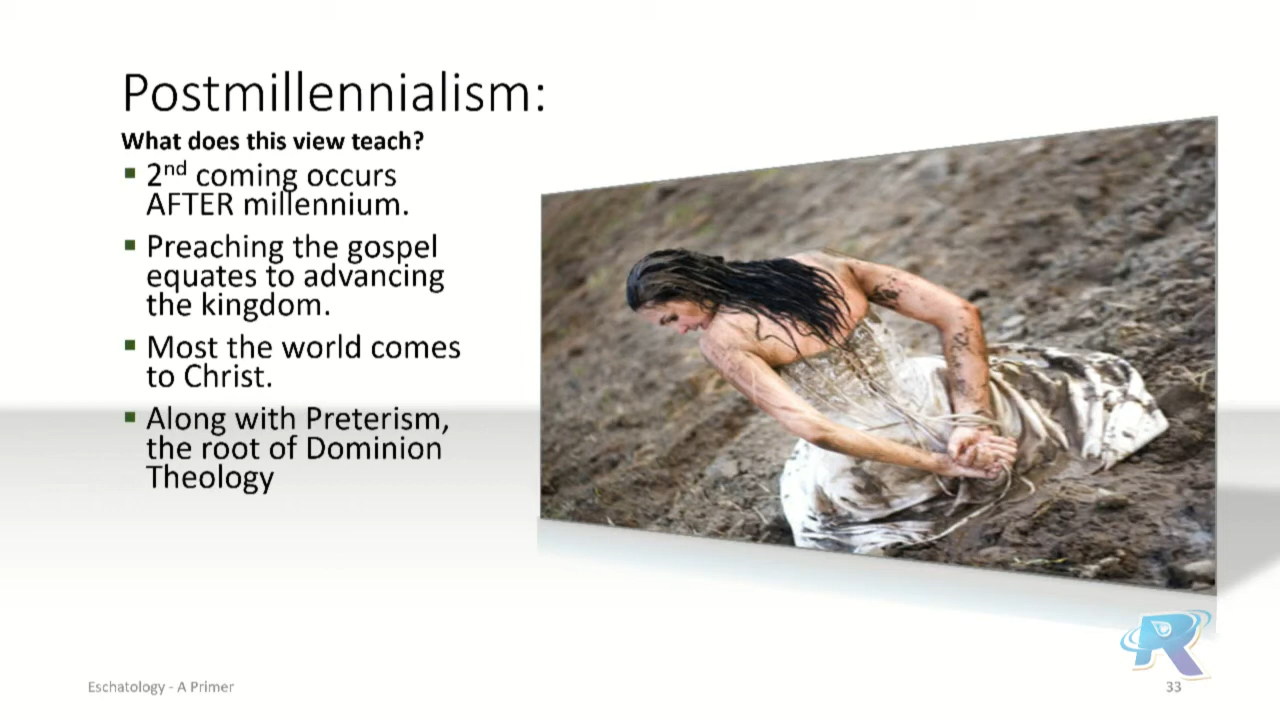 Postmillennialism:
What does this view teach?
▪ 2nd coming occurs
AFTER millennium.
▪ Preaching the gospel
equates to advancing
the kingdom.
▪ Most the world comes
to Christ.
▪ Along with Preterism,
the root of Dominion
Theology
R
Eschatology - A Primer
33